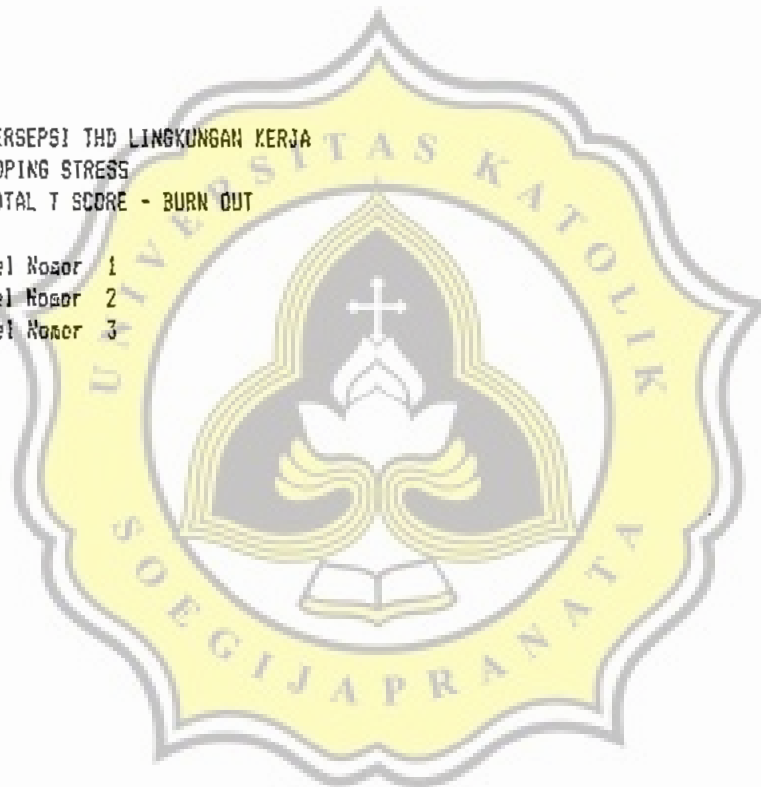 ERSEPSI THD LINGKUNGAN KERJA
OPING STRESS
OTAL T SCORE - BURN OUT
el Nomor 1
el Nomor 2
el Nomor 3
UNIVERSITAS KATOLIK
SOEGIJAPRANATA